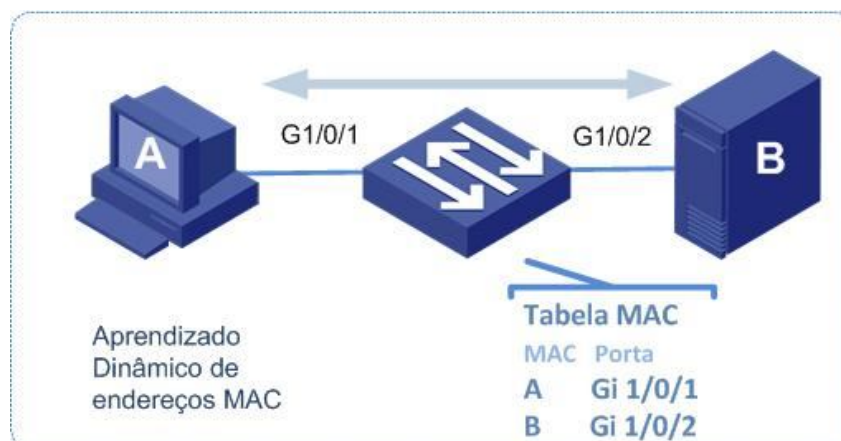 A
G1/0/1
G1/0/2
B
Aprendizado
Dinâmico de
endereços MAC
Tabela MAC
MAC Porta
A Gi 1/0/1
B Gi 1/0/2